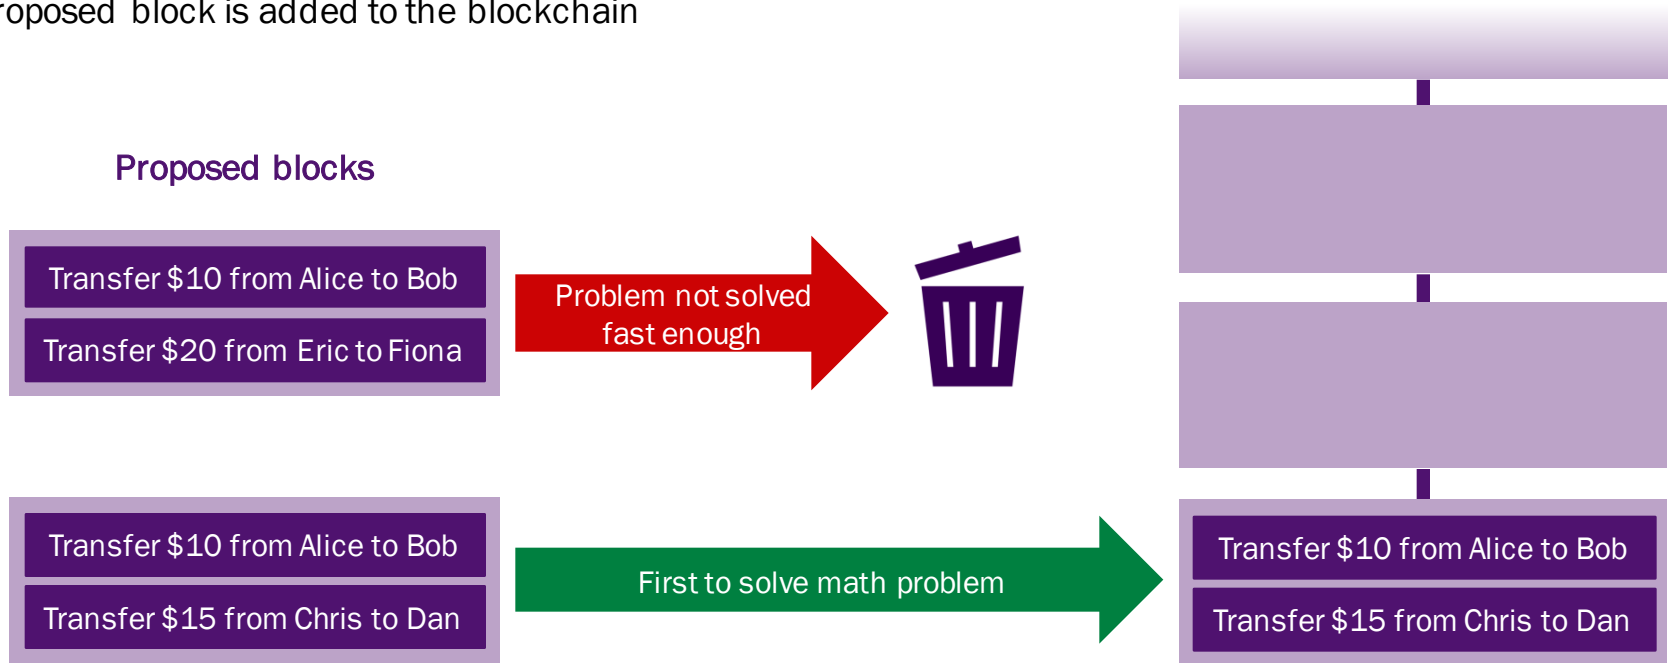 roposed block is added to the blockchain
Proposed blocks
Transfer $10 from Alice to Bob
Transfer $20 from Eric to Fiona
Problem not solved
fast enough
Transfer $10 from Alice to Bob
Transfer $15 from Chris to Dan
First to solve math problem
Transfer $10 from Alice to Bob
Transfer $15 from Chris to Dan